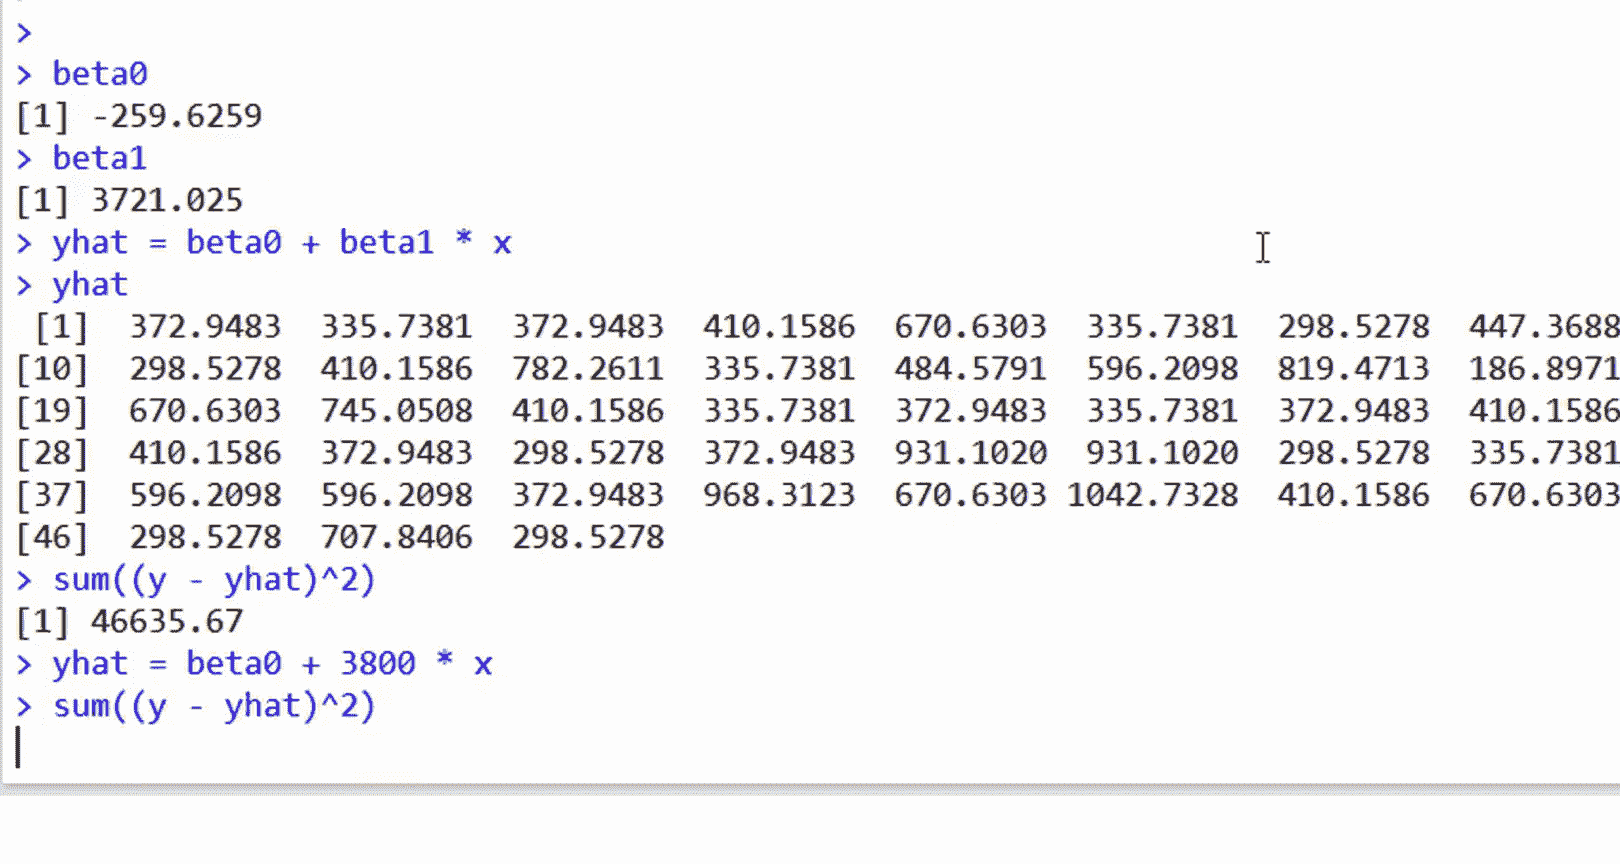 >
> beta0
[1] -259.6259
> beta1
[1] 3721.025
> yhat = beta0 + beta1 * x
> yhat
[1] 372.9483 335.7381 372.9483 410.1586 670.6303 335.7381 298.5278 447.3688
[10] 298.5278 410.1586 782.2611 335.7381 484.5791 596.2098 819.4713 186.8971
[19] 670.6303 745.0508 410.1586 335.7381 372.9483 335.7381 372.9483 410.1586
[28] 410.1586 372.9483 298.5278 372.9483 931.1020 931.1020 298.5278 335.7381
[37] 596.2098 596.2098 372.9483 968.3123 670.6303 1042.7328 410.1586 670.6303
[46] 298.5278 707.8406 298.5278
> sum((y - yhat)^2)
[1] 46635.67
> yhat = beta0 + 3800 * x
> sum((y - yhat)^2)